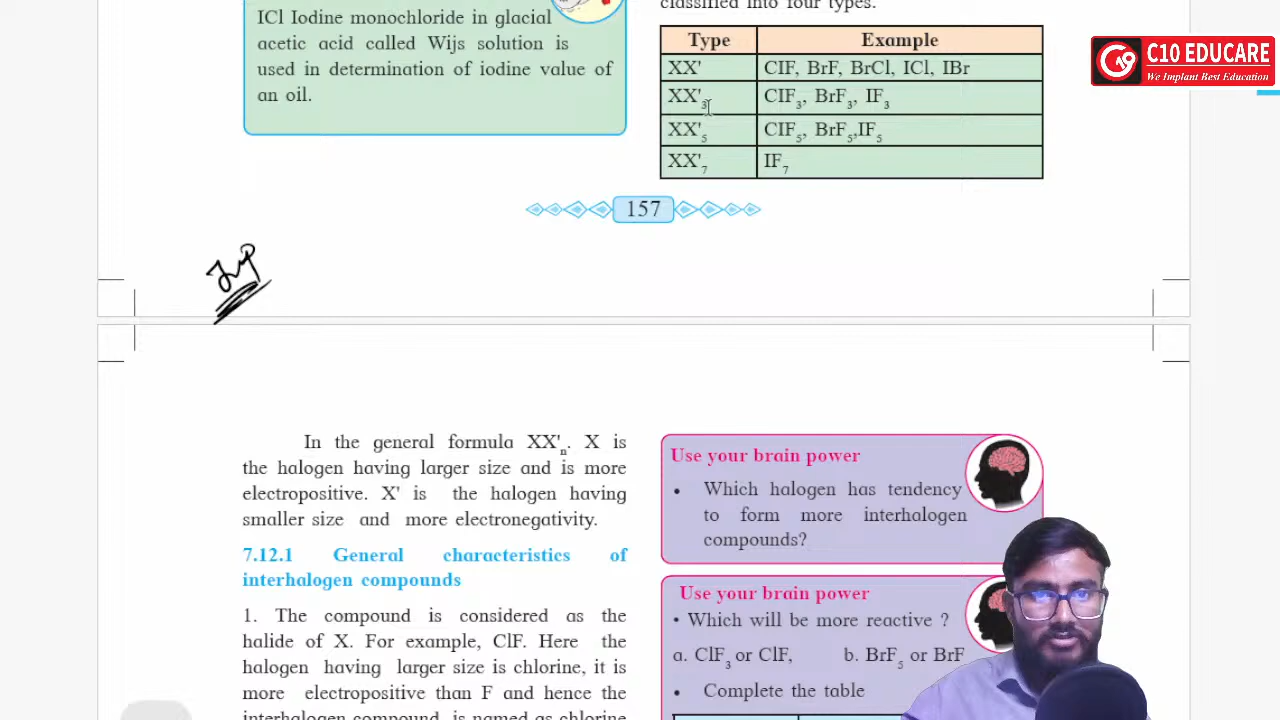 ICl Iodine monochloride in glacial
acetic acid called Wijs solution is
used in determination of iodine value of
an oil.
classified into four types.
Type Example
XX' ClF, BrF, BrCl, ICl, IBr
XX'₃ ClF₃, BrF₃, IF₃
XX'₅ ClF₅, BrF₅,IF₅
XX'₇ IF₇
C10 EDUCARE
We Implant Best Education
157
Imp
In the general formula XX'ₙ. X is
the halogen having larger size and is more
electropositive. X' is the halogen having
smaller size and more electronegativity.
7.12.1 General characteristics of
interhalogen compounds
1. The compound is considered as the
halide of X. For example, ClF. Here the
halogen having larger size is chlorine, it is
more electropositive than F and hence the
interhalogen compound is named as chlorine
Use your brain power
• Which halogen has tendency
to form more interhalogen
compounds?
Use your brain power
• Which will be more reactive ?
a. ClF₃ or ClF, b. BrF₅ or BrF
• Complete the table